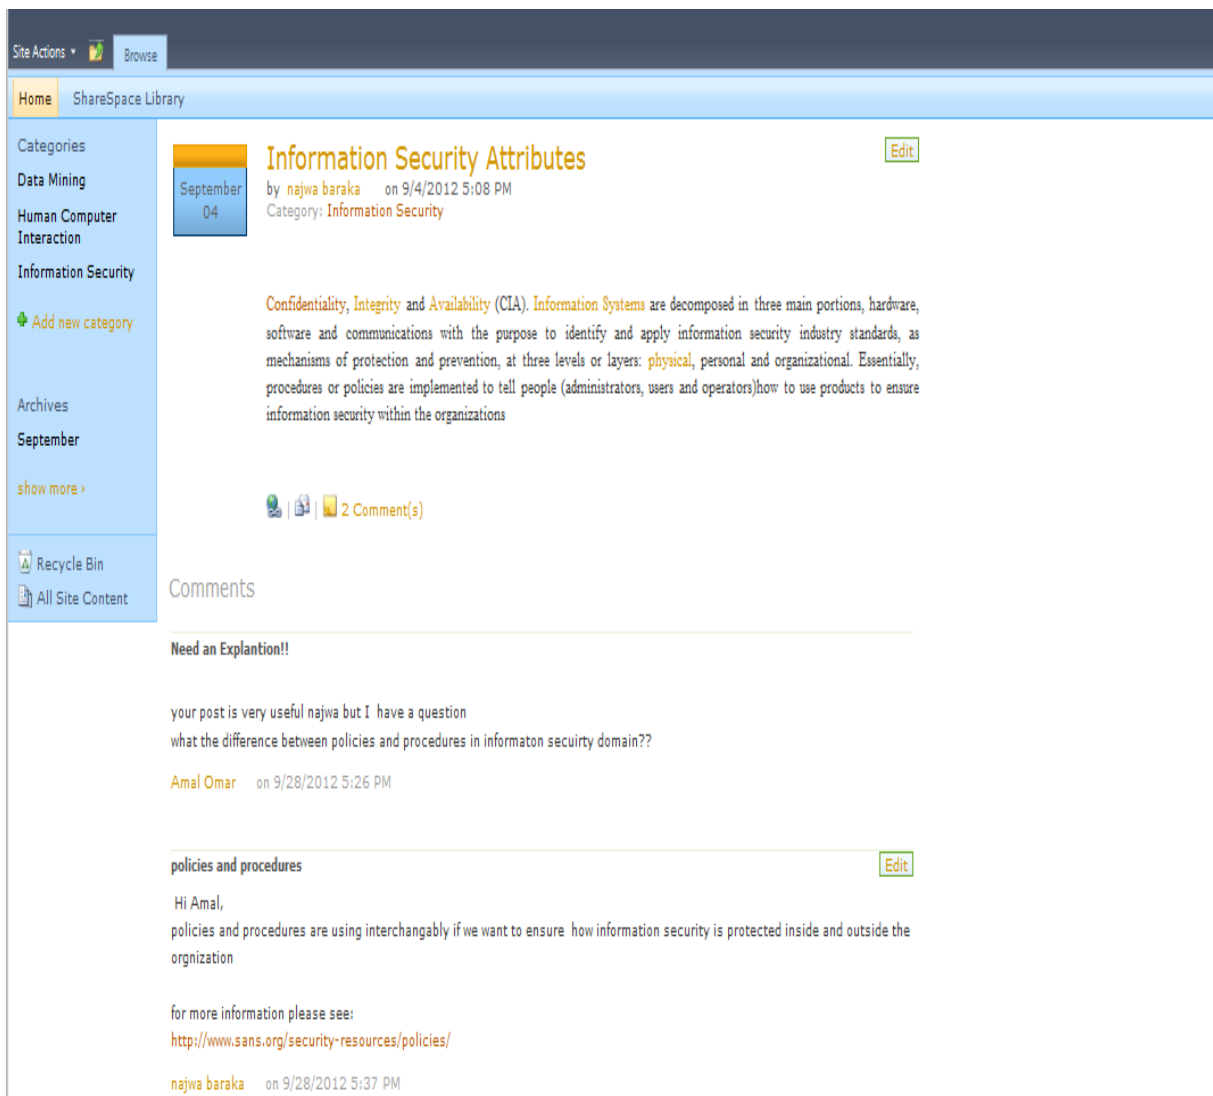 Site Actions
Browse
Home ShareSpace Library
Categories
Data Mining
Human Computer
Interaction
Information Security
Add new category
Archives
September
show more ›
Recycle Bin
All Site Content
September
04
Information Security Attributes
by najwa baraka on 9/4/2012 5:08 PM
Category: Information Security
Edit
Confidentiality, Integrity and Availability (CIA). Information Systems are decomposed in three main portions, hardware,
software and communications with the purpose to identify and apply information security industry standards, as
mechanisms of protection and prevention, at three levels or layers: physical, personal and organizational. Essentially,
procedures or policies are implemented to tell people (administrators, users and operators)how to use products to ensure
information security within the organizations
| | 2 Comment(s)
Comments
Need an Explantion!!
your post is very useful najwa but I have a question
what the difference between policies and procedures in informaton secuirty domain??
Amal Omar on 9/28/2012 5:26 PM
policies and procedures
Edit
Hi Amal,
policies and procedures are using interchangably if we want to ensure how information security is protected inside and outside the
orgnization
for more information please see:
http://www.sans.org/security-resources/policies/
najwa baraka on 9/28/2012 5:37 PM